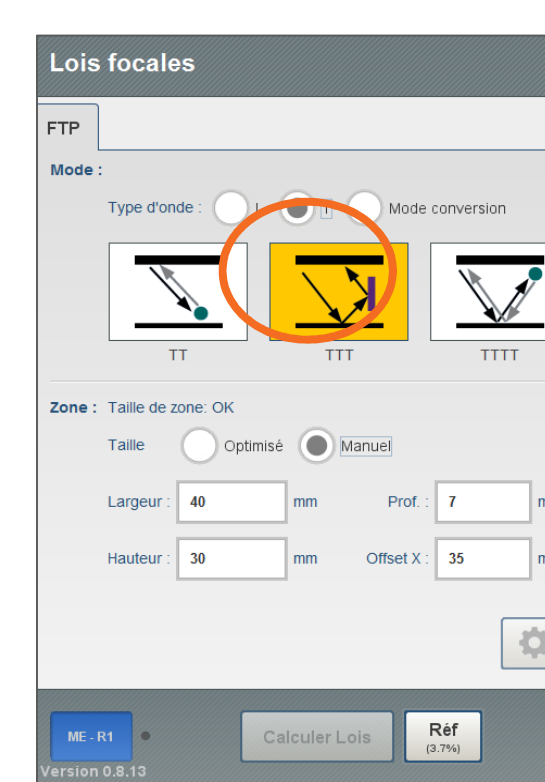 Lois focales
FTP
Mode :
Type d'onde : L T Mode conversion
TT TTT TTTT
Zone : Taille de zone: OK
Taille Optimisé Manuel
Largeur : 40 mm Prof. : 7
Hauteur : 30 mm Offset X : 35
ME - R1 Calculer Lois Réf
(3.7%)
Version 0.8.13